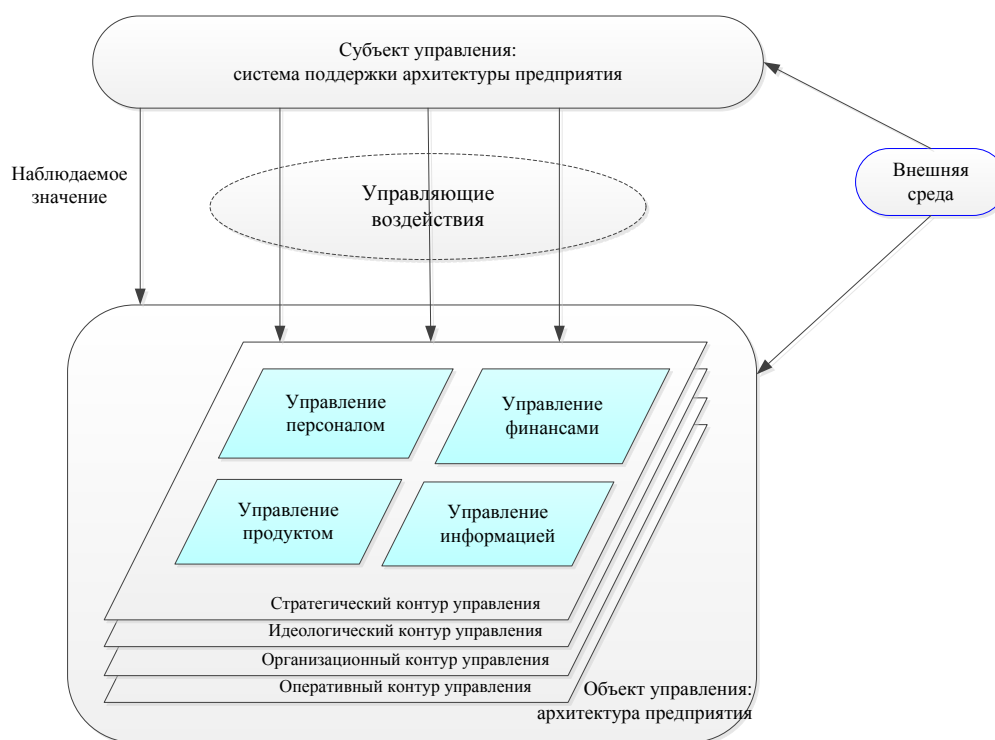 Субъект управления:
система поддержки архитектуры предприятия
Наблюдаемое
значение
Управляющие
воздействия
Внешняя
среда
Управление
персоналом
Управление
финансами
Управление
продуктом
Управление
информацией
Стратегический контур управления
Идеологический контур управления
Организационный контур управления
Оперативный контур управления
Объект управления:
архитектура предприятия